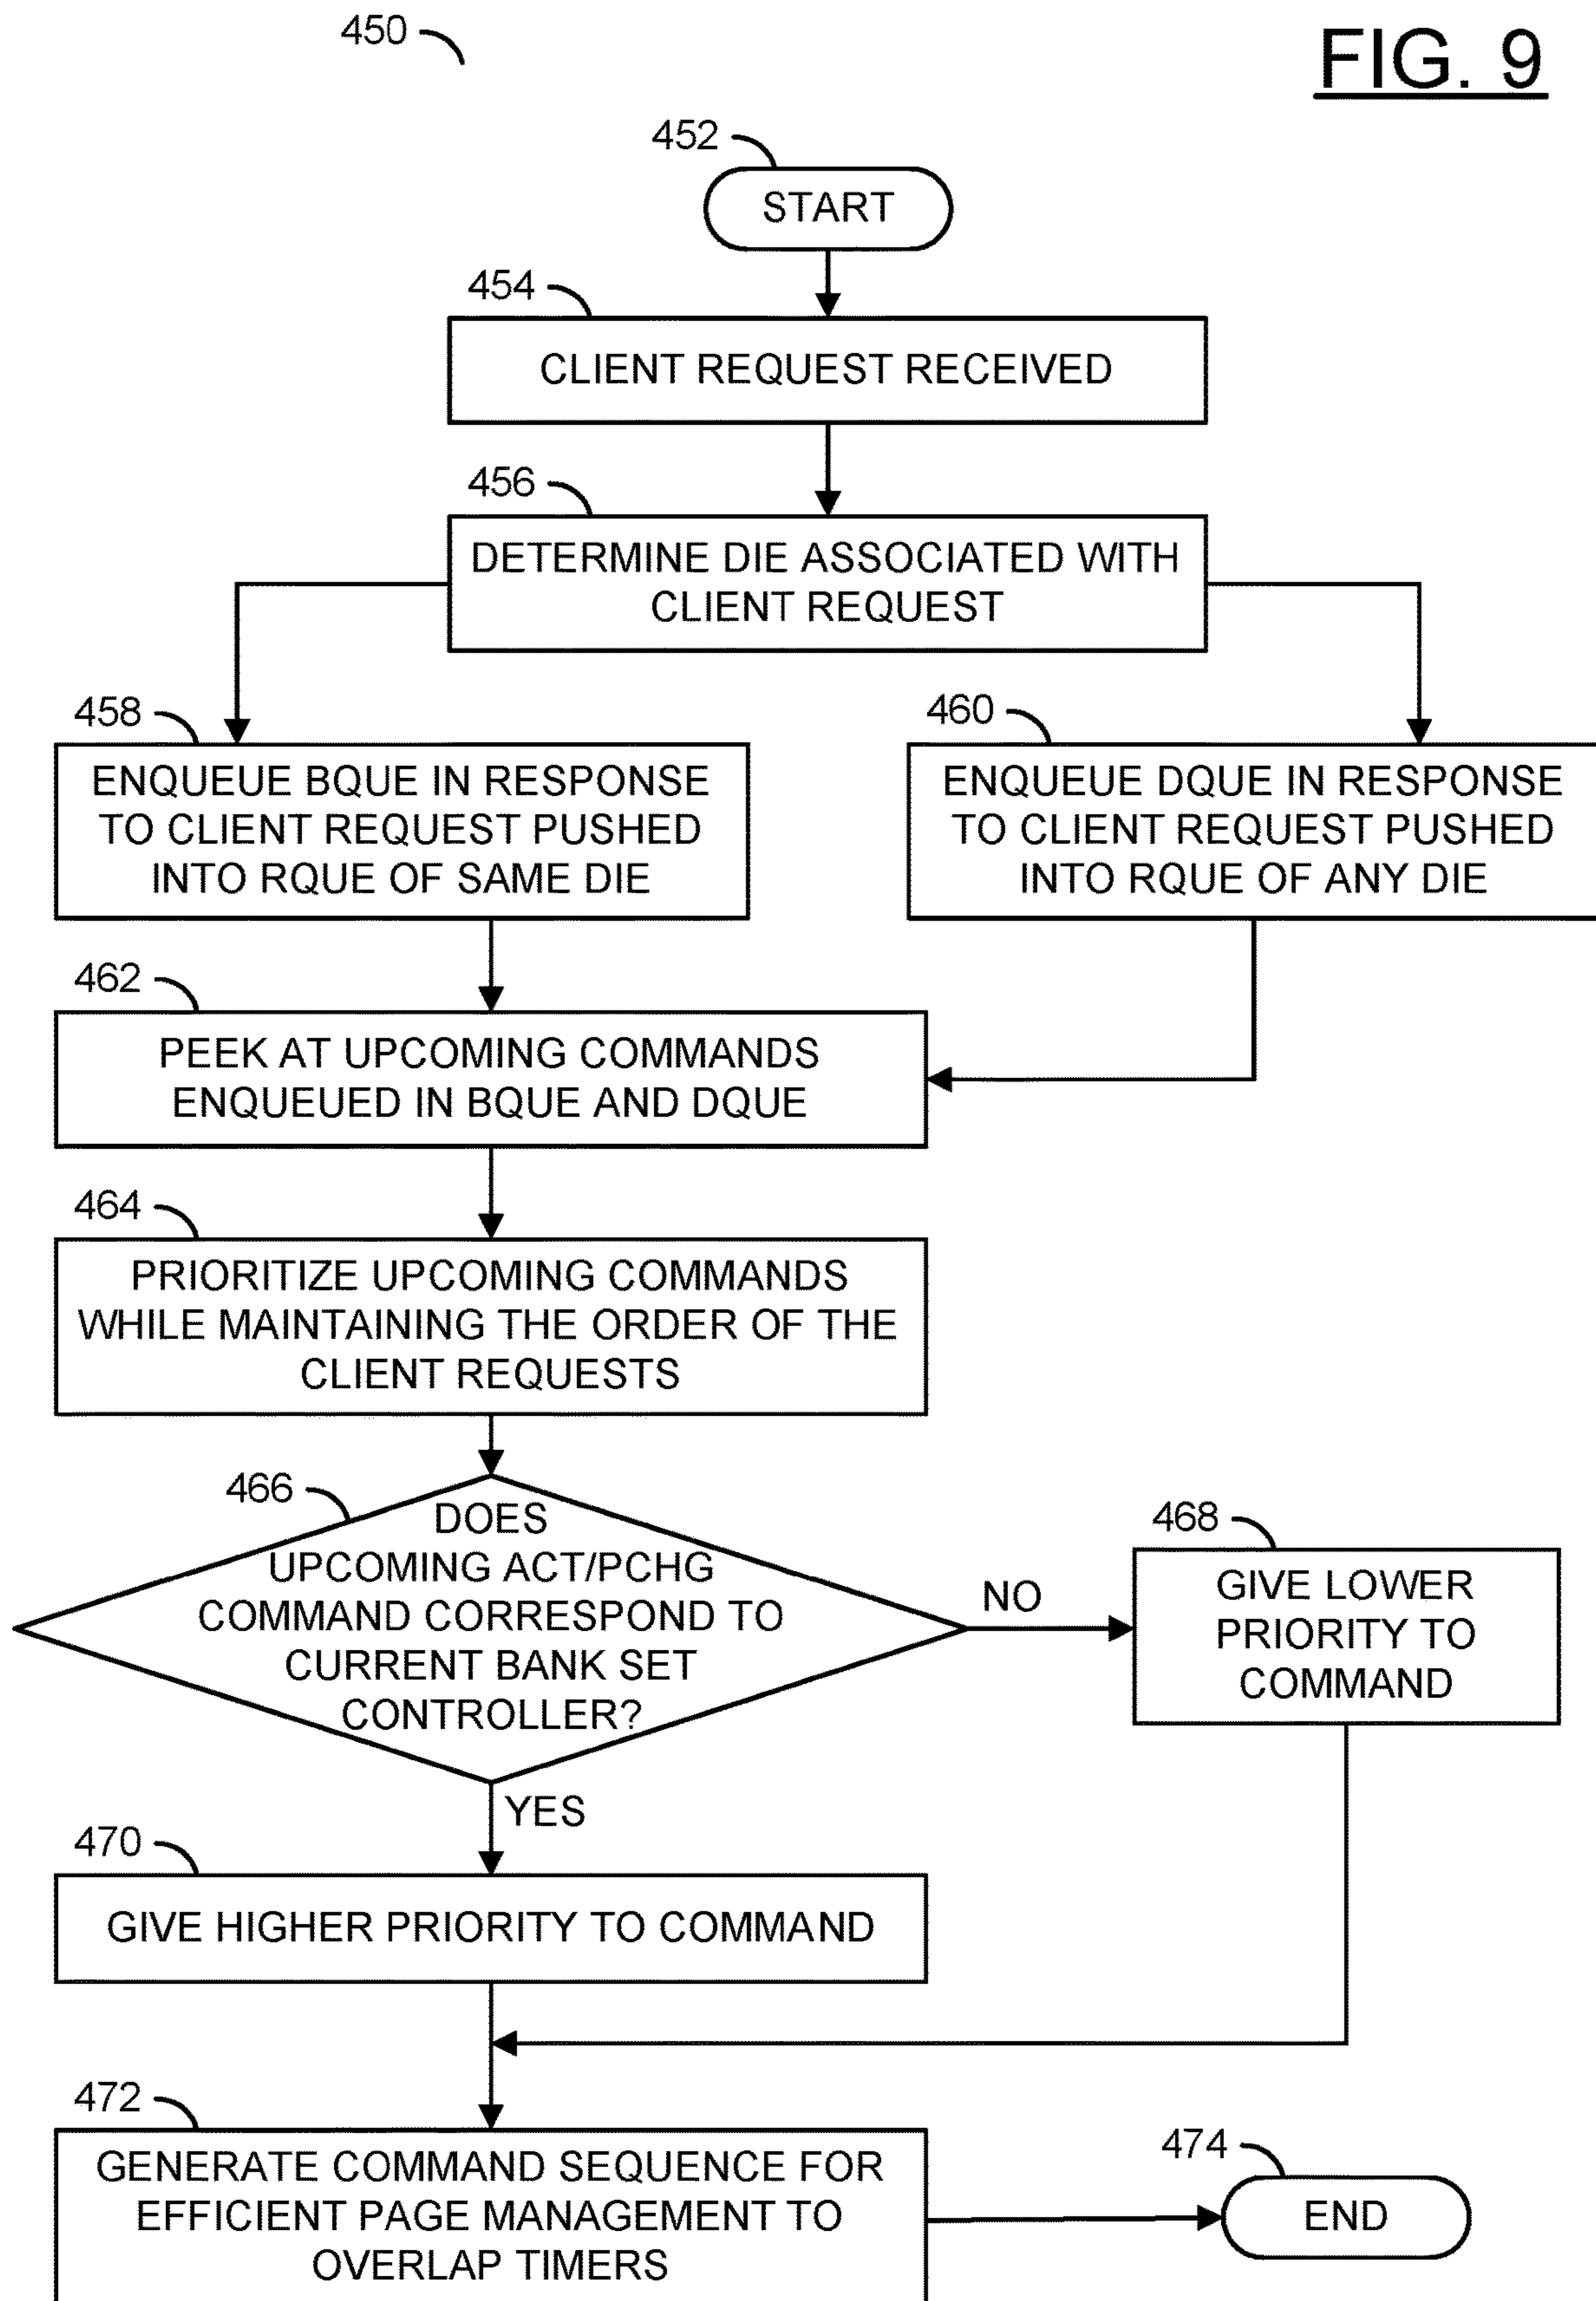 450
FIG. 9
452
START
454
CLIENT REQUEST RECEIVED
456
DETERMINE DIE ASSOCIATED WITH
CLIENT REQUEST
458
ENQUEUE BQUE IN RESPONSE
TO CLIENT REQUEST PUSHED
INTO RQUE OF SAME DIE
460
ENQUEUE DQUE IN RESPONSE
TO CLIENT REQUEST PUSHED
INTO RQUE OF ANY DIE
462
PEEK AT UPCOMING COMMANDS
ENQUEUED IN BQUE AND DQUE
464
PRIORITIZE UPCOMING COMMANDS
WHILE MAINTAINING THE ORDER OF THE
CLIENT REQUESTS
466
DOES
UPCOMING ACT/PCHG
COMMAND CORRESPOND TO
CURRENT BANK SET
CONTROLLER?
NO
468
GIVE LOWER
PRIORITY TO
COMMAND
YES
470
GIVE HIGHER PRIORITY TO COMMAND
472
GENERATE COMMAND SEQUENCE FOR
EFFICIENT PAGE MANAGEMENT TO
OVERLAP TIMERS
474
END